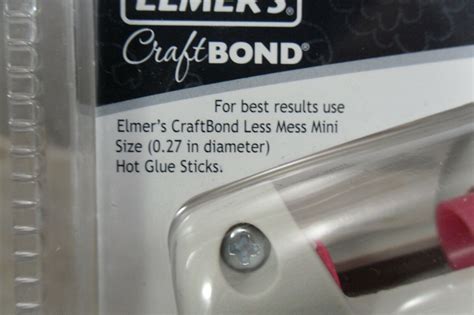 ELMER'S®
CraftBOND®
For best results use
Elmer's CraftBond Less Mess Mini
Size (0.27 in diameter)
Hot Glue Sticks.